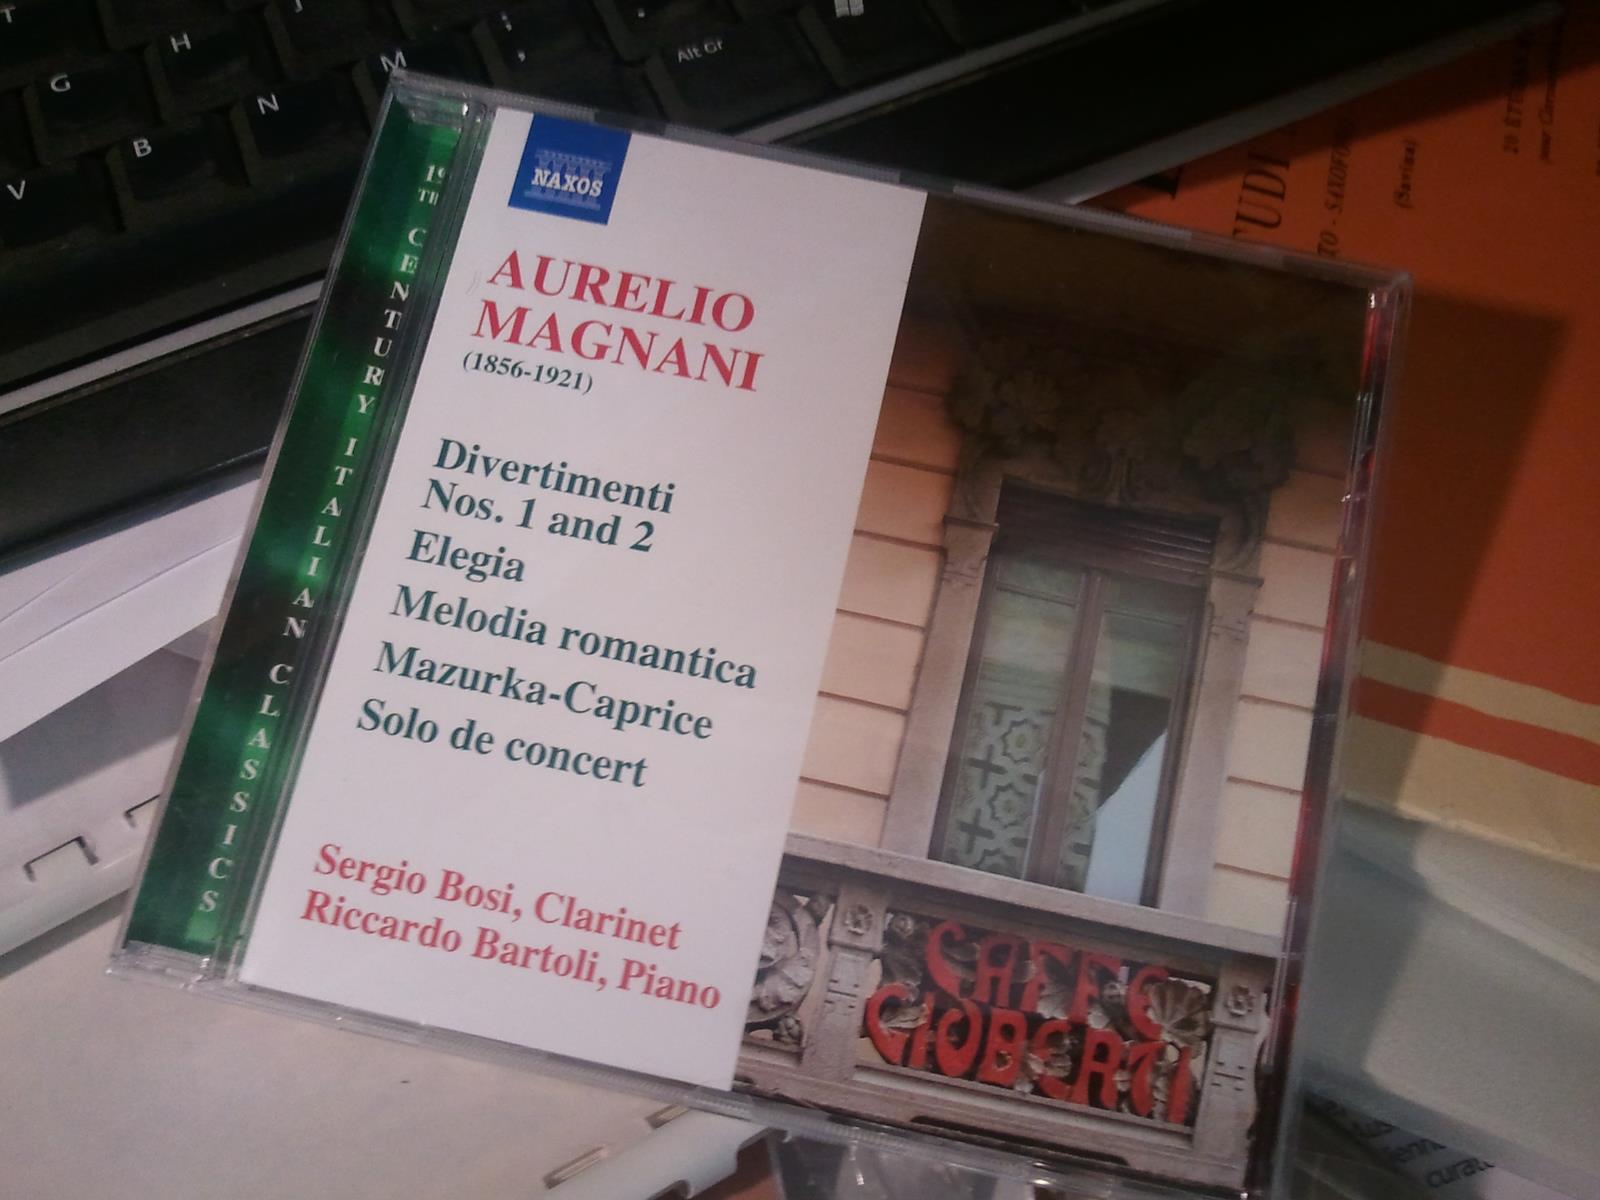 NAXOS
AURELIO
MAGNANI
(1856-1921)
Divertimenti
Nos. 1 and 2
Elegia
Melodia romantica
Mazurka-Caprice
Solo de concert
Sergio Bosi, Clarinet
Riccardo Bartoli, Piano
CENTURY ITALIAN CLASSICS
CAFFE
GIOBERTI
G
H
V
B
N
M
; ,
Alt Gr
(Savina)